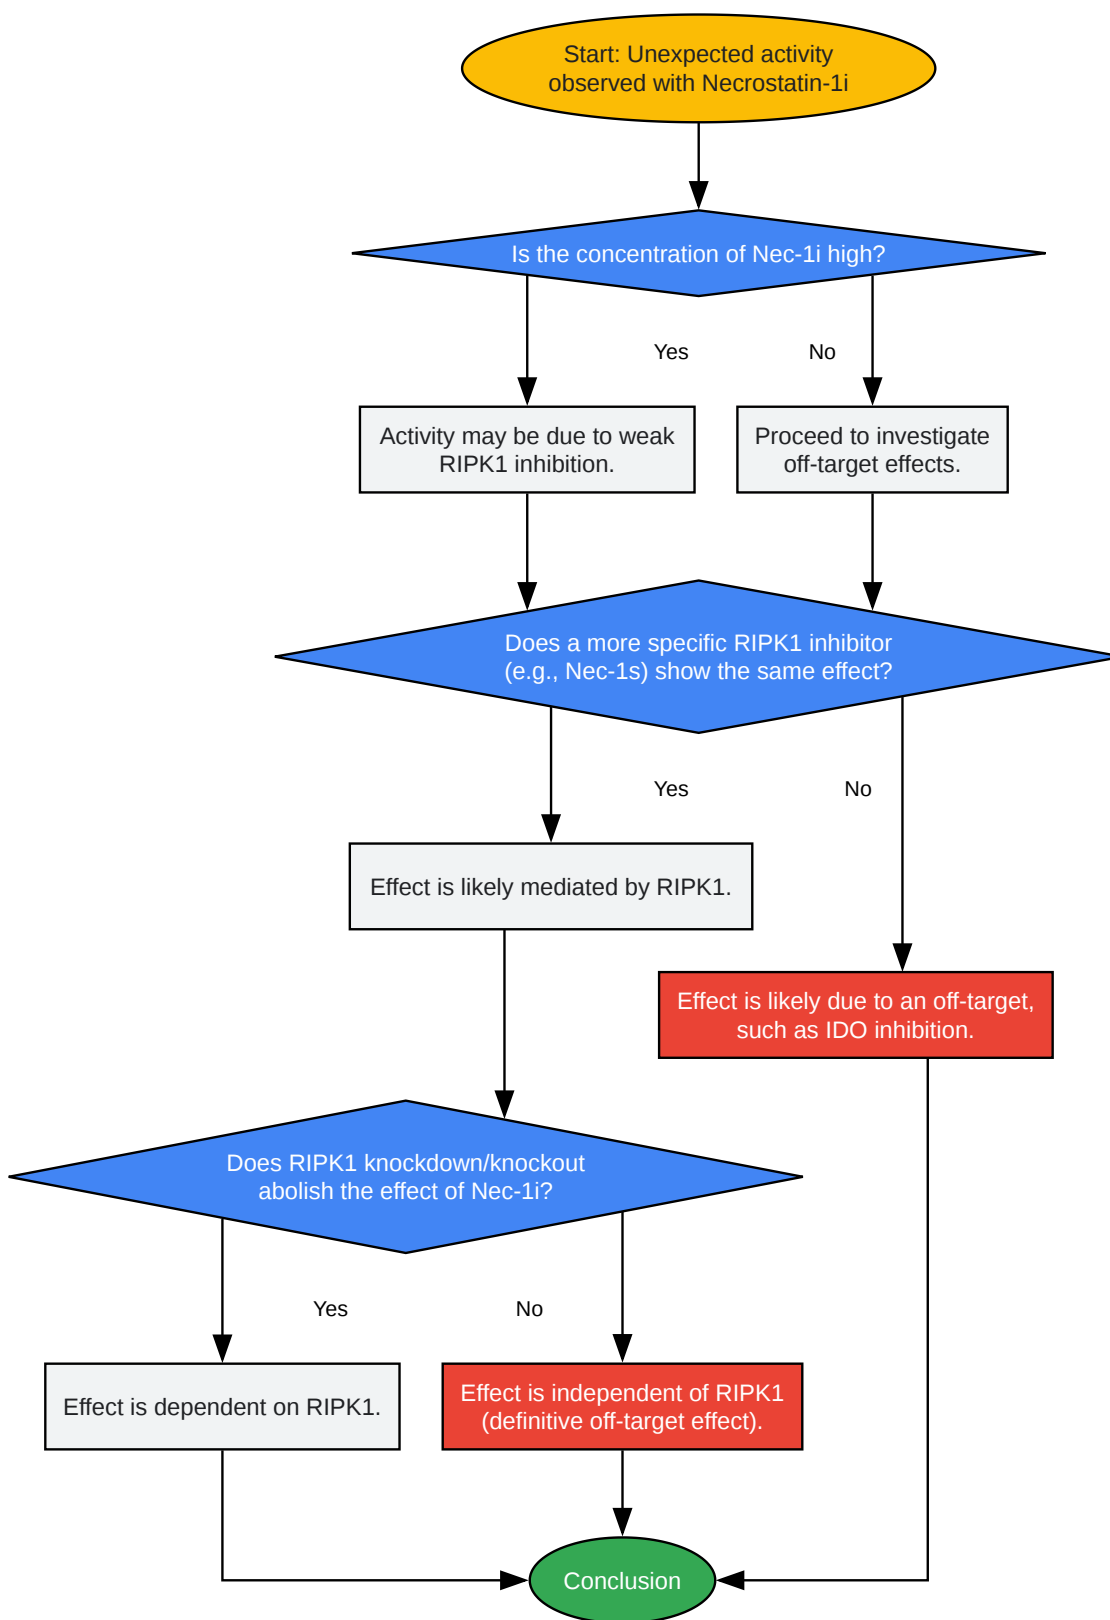 Start: Unexpected activity
observed with Necrostatin-1i
Is the concentration of Nec-1i high?
Yes
No
Activity may be due to weak
RIPK1 inhibition.
Proceed to investigate
off-target effects.
Does a more specific RIPK1 inhibitor
(e.g., Nec-1s) show the same effect?
Yes
No
Effect is likely mediated by RIPK1.
Effect is likely due to an off-target,
such as IDO inhibition.
Does RIPK1 knockdown/knockout
abolish the effect of Nec-1i?
Yes
No
Effect is dependent on RIPK1.
Effect is independent of RIPK1
(definitive off-target effect).
Conclusion